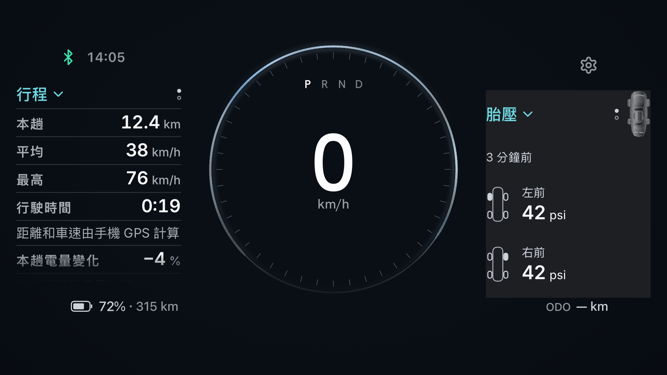 14:05
行程
本趟 12.4 km
平均 38 km/h
最高 76 km/h
行駛時間 0:19
距離和車速由手機 GPS 計算
本趟電量變化 −4 %
72% · 315 km
P R N D
0
km/h
胎壓
3 分鐘前
左前
42 psi
右前
42 psi
ODO — km